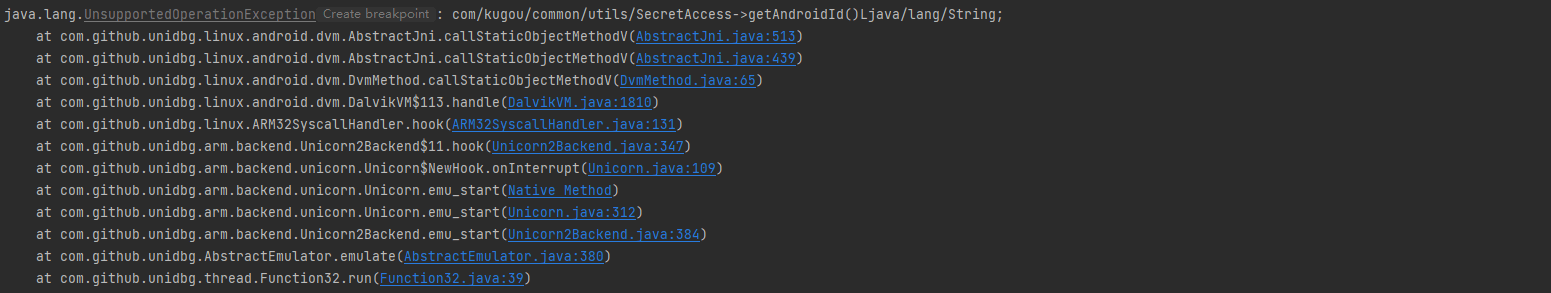 java.lang.UnsupportedOperationException Create breakpoint : com/kugou/common/utils/SecretAccess->getAndroidId()Ljava/lang/String;
at com.github.unidbg.linux.android.dvm.AbstractJni.callStaticObjectMethodV(AbstractJni.java:513)
at com.github.unidbg.linux.android.dvm.AbstractJni.callStaticObjectMethodV(AbstractJni.java:439)
at com.github.unidbg.linux.android.dvm.DvmMethod.callStaticObjectMethodV(DvmMethod.java:65)
at com.github.unidbg.linux.android.dvm.DalvikVM$113.handle(DalvikVM.java:1810)
at com.github.unidbg.linux.ARM32SyscallHandler.hook(ARM32SyscallHandler.java:131)
at com.github.unidbg.arm.backend.Unicorn2Backend$11.hook(Unicorn2Backend.java:347)
at com.github.unidbg.arm.backend.unicorn.Unicorn$NewHook.onInterrupt(Unicorn.java:109)
at com.github.unidbg.arm.backend.unicorn.Unicorn.emu_start(Native Method)
at com.github.unidbg.arm.backend.unicorn.Unicorn.emu_start(Unicorn.java:312)
at com.github.unidbg.arm.backend.Unicorn2Backend.emu_start(Unicorn2Backend.java:384)
at com.github.unidbg.AbstractEmulator.emulate(AbstractEmulator.java:380)
at com.github.unidbg.thread.Function32.run(Function32.java:39)